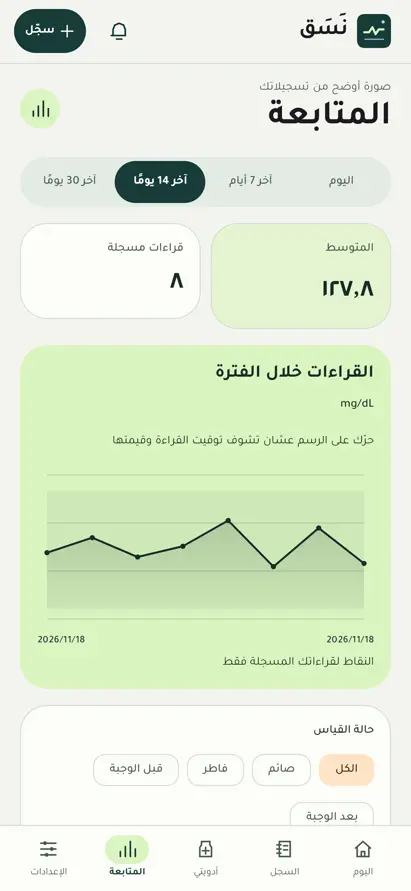 نَسَق
سجّل
صورة أوضح من تسجيلاتك
المتابعة
اليوم
آخر 7 أيام
آخر 14 يومًا
آخر 30 يومًا
المتوسط
١٢٧٫٨
قراءات مسجلة
٨
القراءات خلال الفترة
mg/dL
حرّك على الرسم عشان تشوف توقيت القراءة وقيمتها
2026/11/18
2026/11/18
النقاط لقراءاتك المسجلة فقط
حالة القياس
الكل
صائم
فاطر
قبل الوجبة
بعد الوجبة
اليوم
السجل
أدويتي
المتابعة
الإعدادات